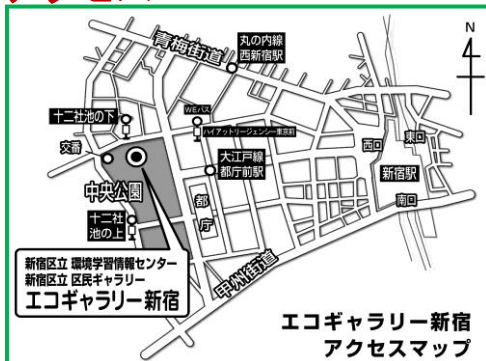 N
青梅街道
丸の内線
西新宿駅
十二社池の下
WEバス
ハイアットリージェンシー東京前
交番
大江戸線
都庁前駅
西口
東口
新宿駅
中央公園
都庁
南口
十二社
池の上
甲州街道
新宿区立 環境学習情報センター
新宿区立 区民ギャラリー
エコギャラリー新宿
エコギャラリー新宿
アクセスマップ